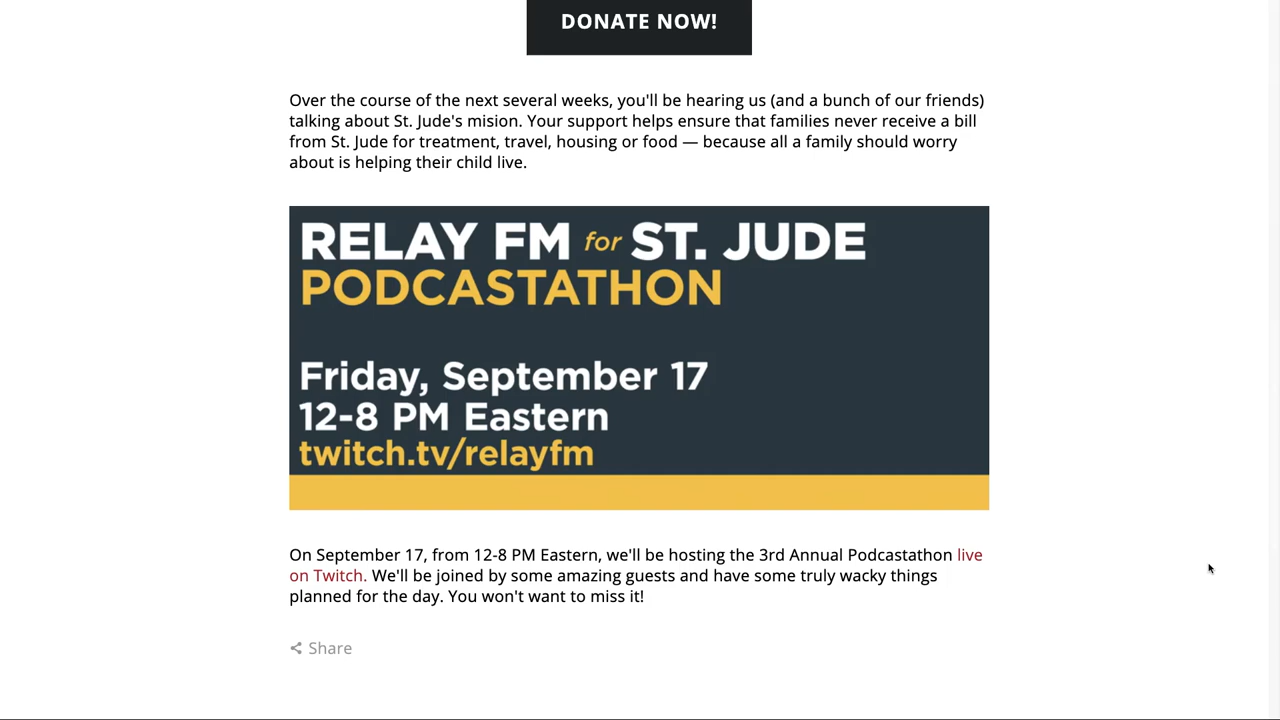 DONATE NOW!
Over the course of the next several weeks, you'll be hearing us (and a bunch of our friends)
talking about St. Jude's mision. Your support helps ensure that families never receive a bill
from St. Jude for treatment, travel, housing or food — because all a family should worry
about is helping their child live.
RELAY FM for ST. JUDE
PODCASTATHON
Friday, September 17
12-8 PM Eastern
twitch.tv/relayfm
On September 17, from 12-8 PM Eastern, we'll be hosting the 3rd Annual Podcastathon live
on Twitch. We'll be joined by some amazing guests and have some truly wacky things
planned for the day. You won't want to miss it!
Share